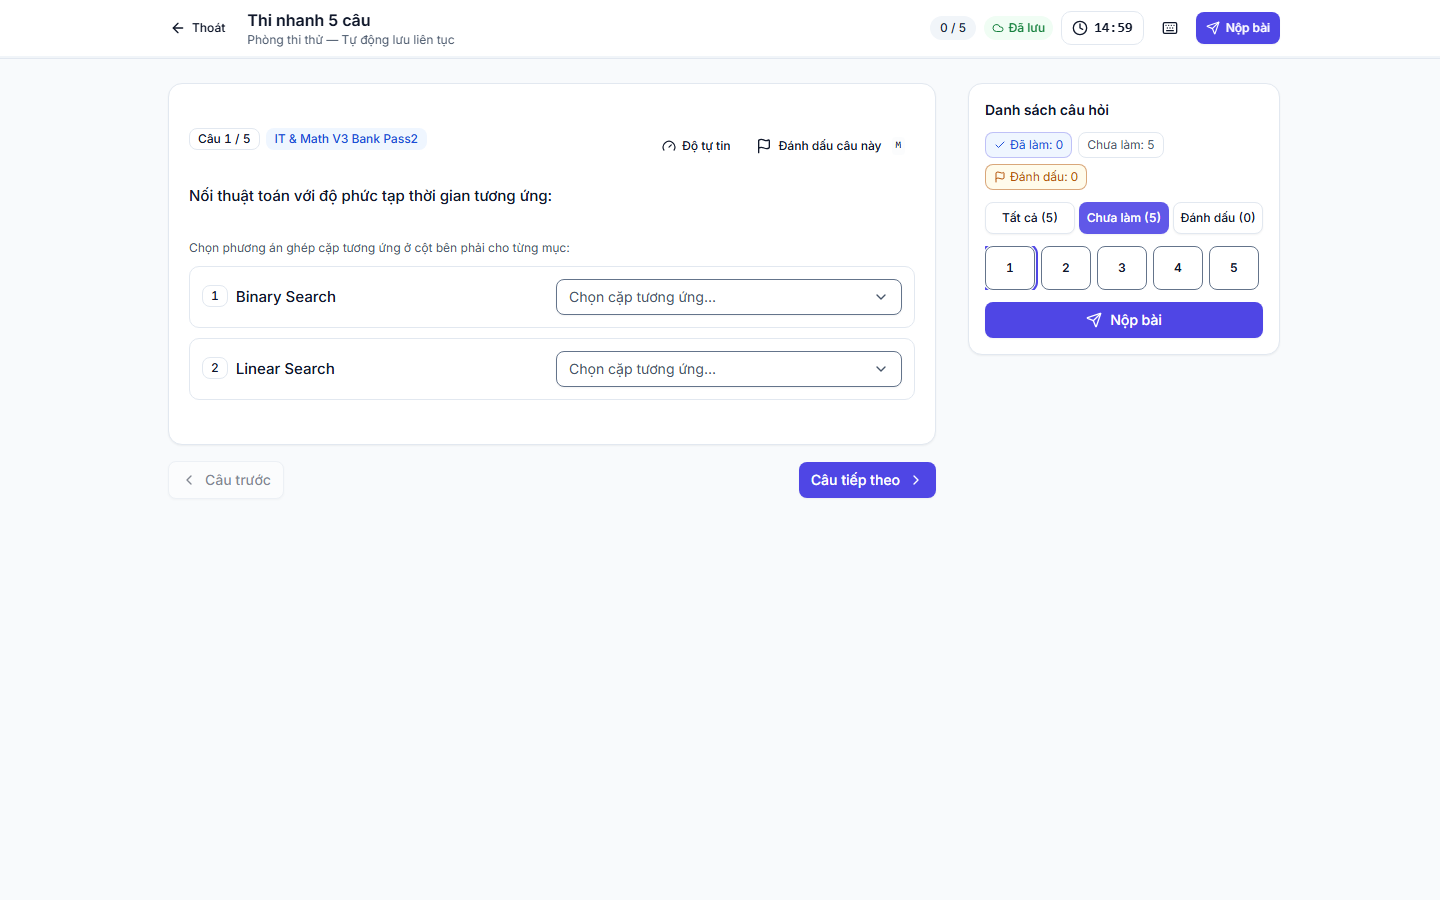 Thoát
Thi nhanh 5 câu
Phòng thi thử — Tự động lưu liên tục
0 / 5
Đã lưu
14:59
Nộp bài
Câu 1 / 5
IT & Math V3 Bank Pass2
Độ tự tin
Đánh dấu câu này
M
Nối thuật toán với độ phức tạp thời gian tương ứng:
Chọn phương án ghép cặp tương ứng ở cột bên phải cho từng mục:
1 Binary Search
Chọn cặp tương ứng...
2 Linear Search
Chọn cặp tương ứng...
Câu trước
Câu tiếp theo
Danh sách câu hỏi
Đã làm: 0
Chưa làm: 5
Đánh dấu: 0
Tất cả (5)
Chưa làm (5)
Đánh dấu (0)
1 2 3 4 5
Nộp bài